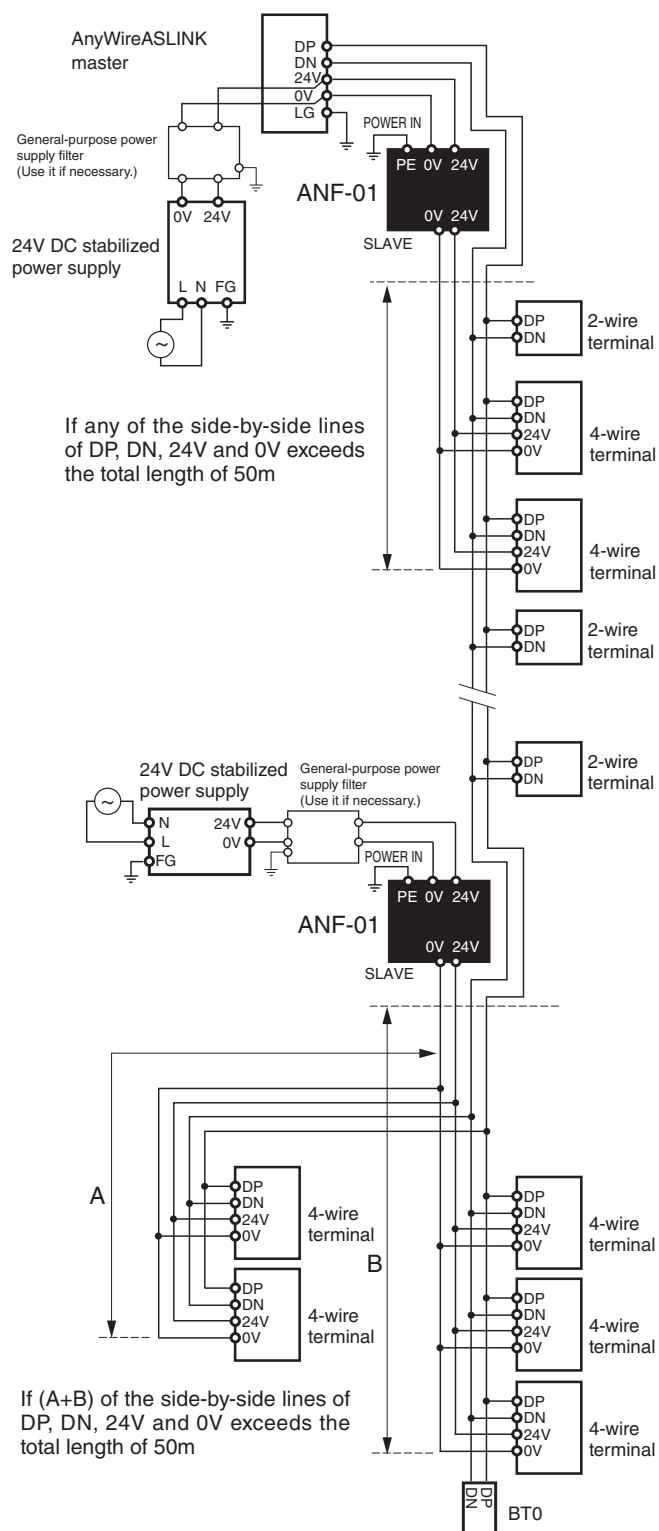 AnyWireASLINK
master
DP
DN
24V
0V
LG
General-purpose power
supply filter
(Use it if necessary.)
POWER IN
PE 0V 24V
ANF-01
0V 24V
SLAVE
0V 24V
24V DC stabilized
power supply
L N FG
~
DP
DN
2-wire
terminal
If any of the side-by-side lines
of DP, DN, 24V and 0V exceeds
the total length of 50m
DP
DN
24V
0V
4-wire
terminal
DP
DN
24V
0V
4-wire
terminal
DP
DN
2-wire
terminal
DP
DN
2-wire
terminal
24V DC stabilized
power supply
General-purpose power
supply filter
(Use it if necessary.)
~
N
L
FG
24V
0V
POWER IN
PE 0V 24V
ANF-01
0V 24V
SLAVE
A
B
DP
DN
24V
0V
4-wire
terminal
DP
DN
24V
0V
4-wire
terminal
DP
DN
24V
0V
4-wire
terminal
DP
DN
24V
0V
4-wire
terminal
DP
DN
24V
0V
4-wire
terminal
If (A+B) of the side-by-side lines of
DP, DN, 24V and 0V exceeds the
total length of 50m
DP
DN
BT0